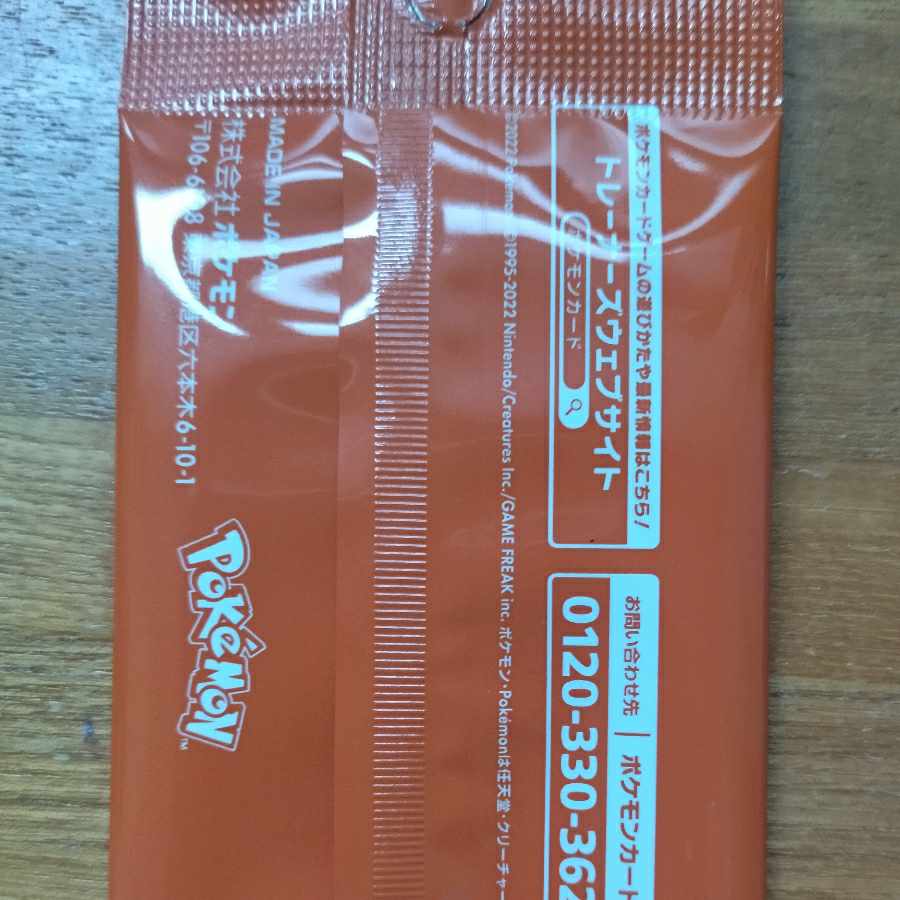 ポケモンカードゲームの遊びかたや最新情報はこちら!
トレーナーズウェブサイト
ポケモンカード
お問い合わせ先 | ポケモンカード
0120-330-362
©2022 Pokémon. ©1995-2022 Nintendo/Creatures Inc./GAME FREAK inc. ポケモン・Pokémonは任天堂・クリーチャー
MADE IN JAPAN
株式会社ポケモン
東京都港区六本木6-10-1
POKéMON
TM